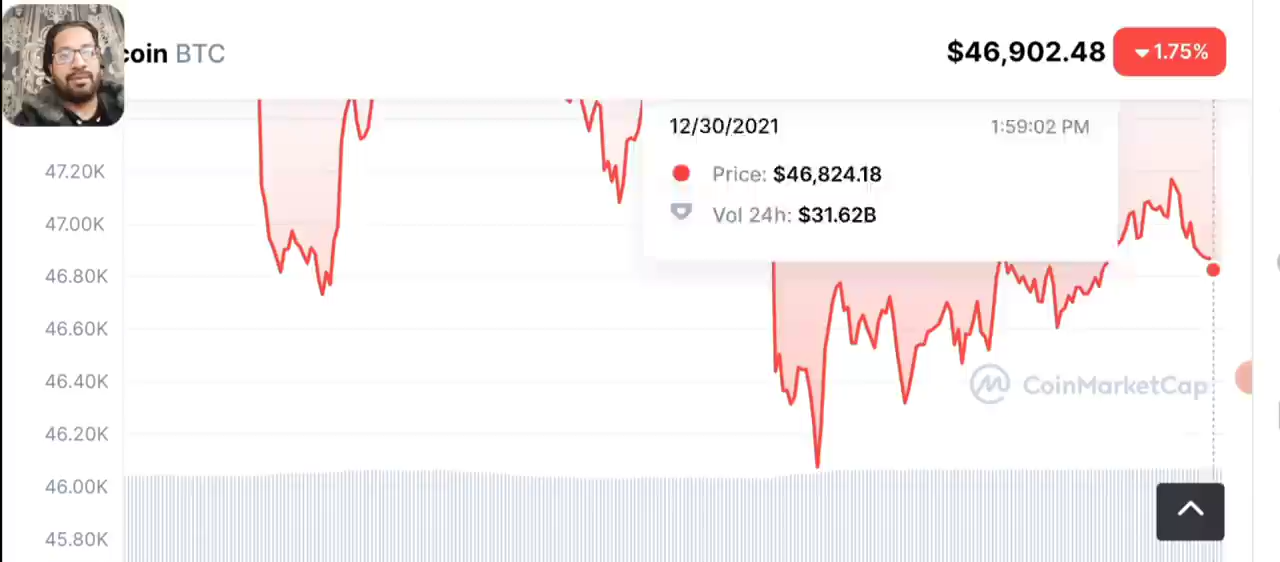 coin BTC
$46,902.48
1.75%
12/30/2021
1:59:02 PM
Price: $46,824.18
Vol 24h: $31.62B
47.20K
47.00K
46.80K
46.60K
46.40K
46.20K
46.00K
45.80K
CoinMarketCap